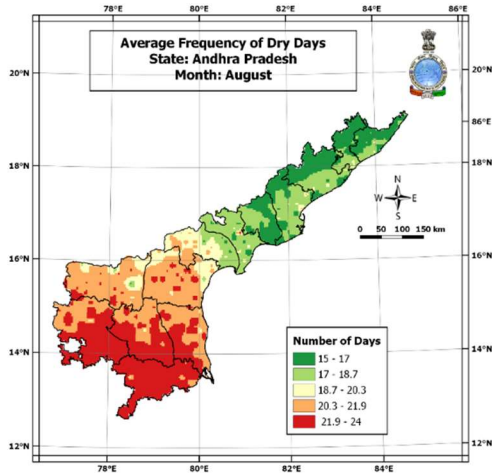 78°E 80°E 82°E 84°E 86°E
Average Frequency of Dry Days
State: Andhra Pradesh
Month: August
20°N 20°N
86°E
18°N 18°N
N
W E
S
0 50 100 150 km
16°N 16°N
Number of Days
15 - 17
14°N 14°N
17 - 18.7
18.7 - 20.3
20.3 - 21.9
21.9 - 24
12°N 12°N
78°E 80°E 82°E 84°E